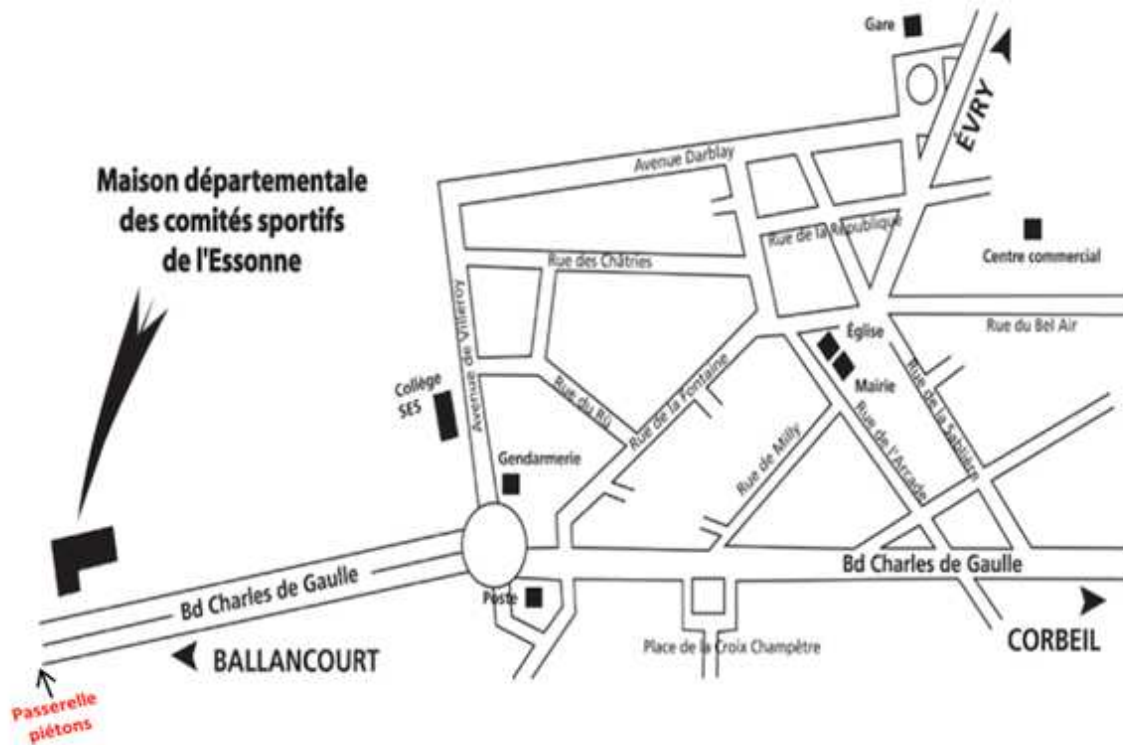 Gare
ÉVRY
Avenue Darblay
Maison départementale
des comités sportifs
de l'Essonne
Rue de la République
Centre commercial
Rue des Châtries
Avenue de Villeroy
Rue du Bel Air
Église
Mairie
Collège
SES
Rue du Rû
Rue de la Fontaine
Rue de la Sablière
Rue de l'Arcade
Rue de Milly
Gendarmerie
Bd Charles de Gaulle
Bd Charles de Gaulle
Poste
Place de la Croix Champêtre
CORBEIL
BALLANCOURT
Passerelle
piétons